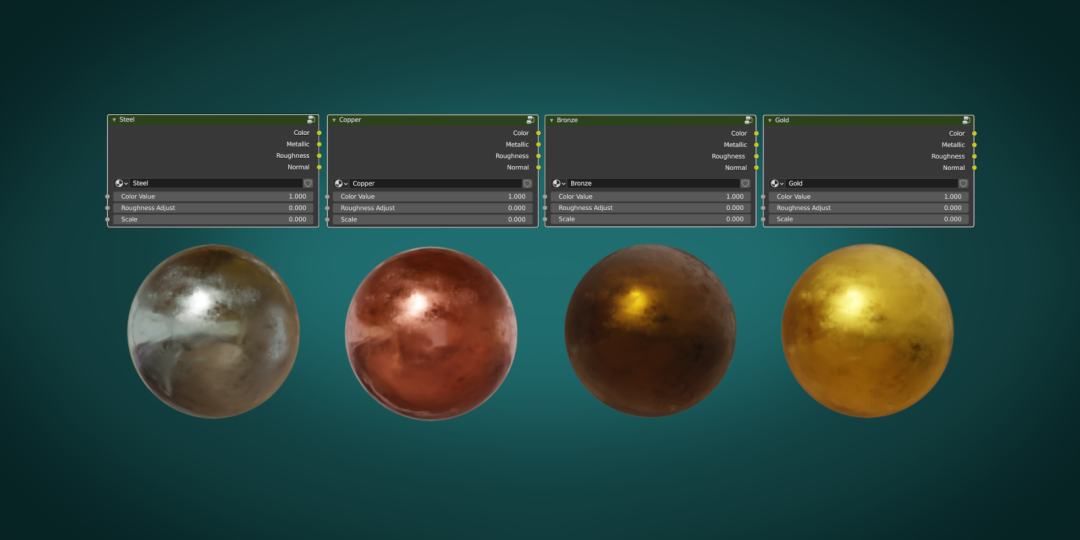 Steel
Color
Metallic
Roughness
Normal
Steel
Color Value 1.000
Roughness Adjust 0.000
Scale 0.000
Copper
Color
Metallic
Roughness
Normal
Copper
Color Value 1.000
Roughness Adjust 0.000
Scale 0.000
Bronze
Color
Metallic
Roughness
Normal
Bronze
Color Value 1.000
Roughness Adjust 0.000
Scale 0.000
Gold
Color
Metallic
Roughness
Normal
Gold
Color Value 1.000
Roughness Adjust 0.000
Scale 0.000